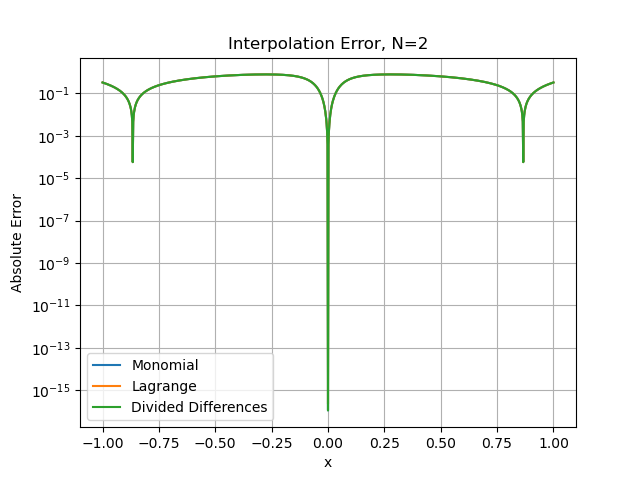 Interpolation Error, N=2
Absolute Error
10⁻¹
10⁻³
10⁻⁵
10⁻⁷
10⁻⁹
10⁻¹¹
10⁻¹³
10⁻¹⁵
Monomial
Lagrange
Divided Differences
−1.00 −0.75 −0.50 −0.25 0.00 0.25 0.50 0.75 1.00
x